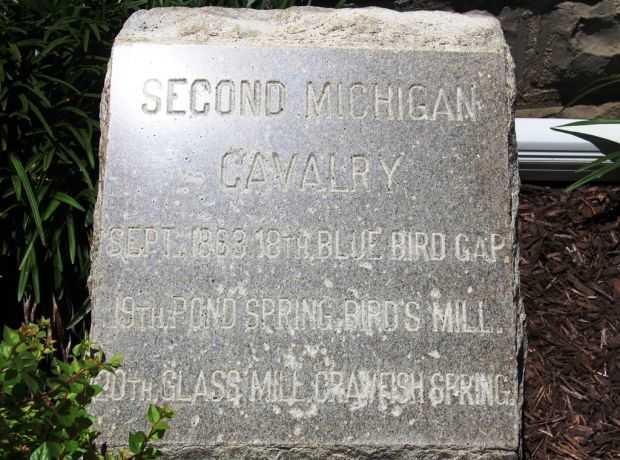 SECOND MICHIGAN
CAVALRY
SEPT. 1863 18TH, BLUE BIRD GAP.
19TH, POND SPRING, BIRD'S MILL.
20TH, GLASS MILL, CRAWFISH SPRING.